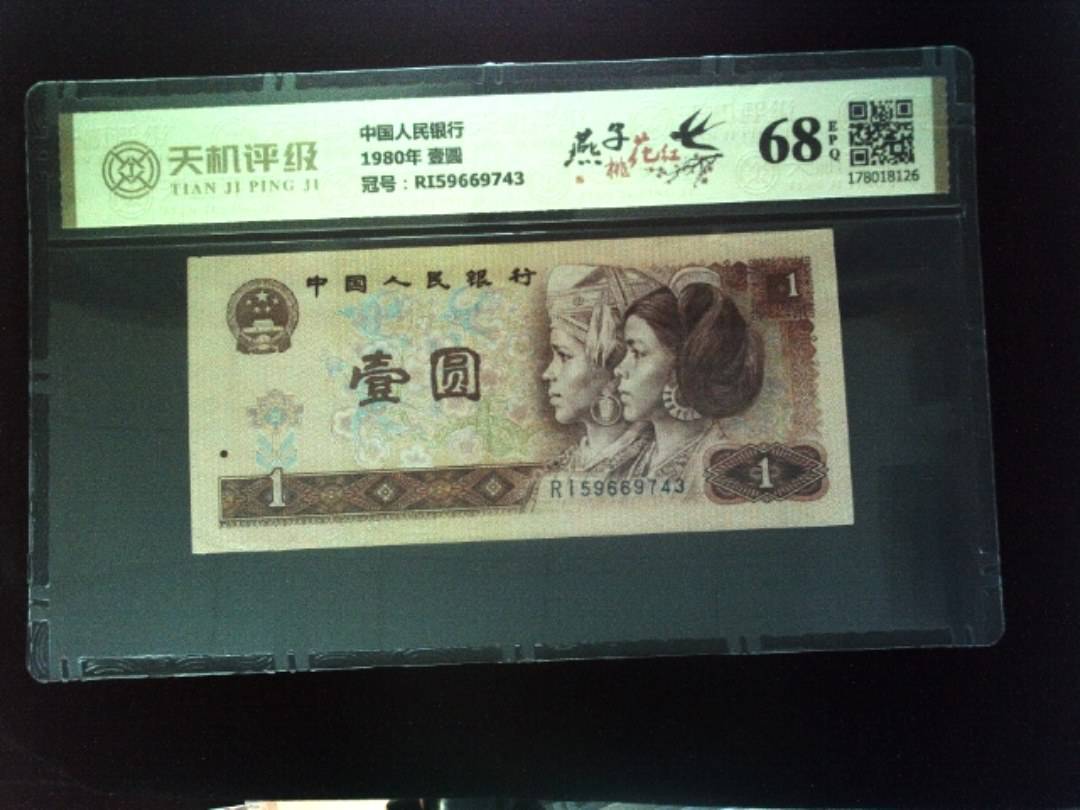 天机评级
TIAN JI PING JI
中国人民银行
1980年 壹圆
冠号：RI59669743
燕子
桃花红
68
EPQ
178018126
中国人民银行
1
壹圆
1
RI59669743
1